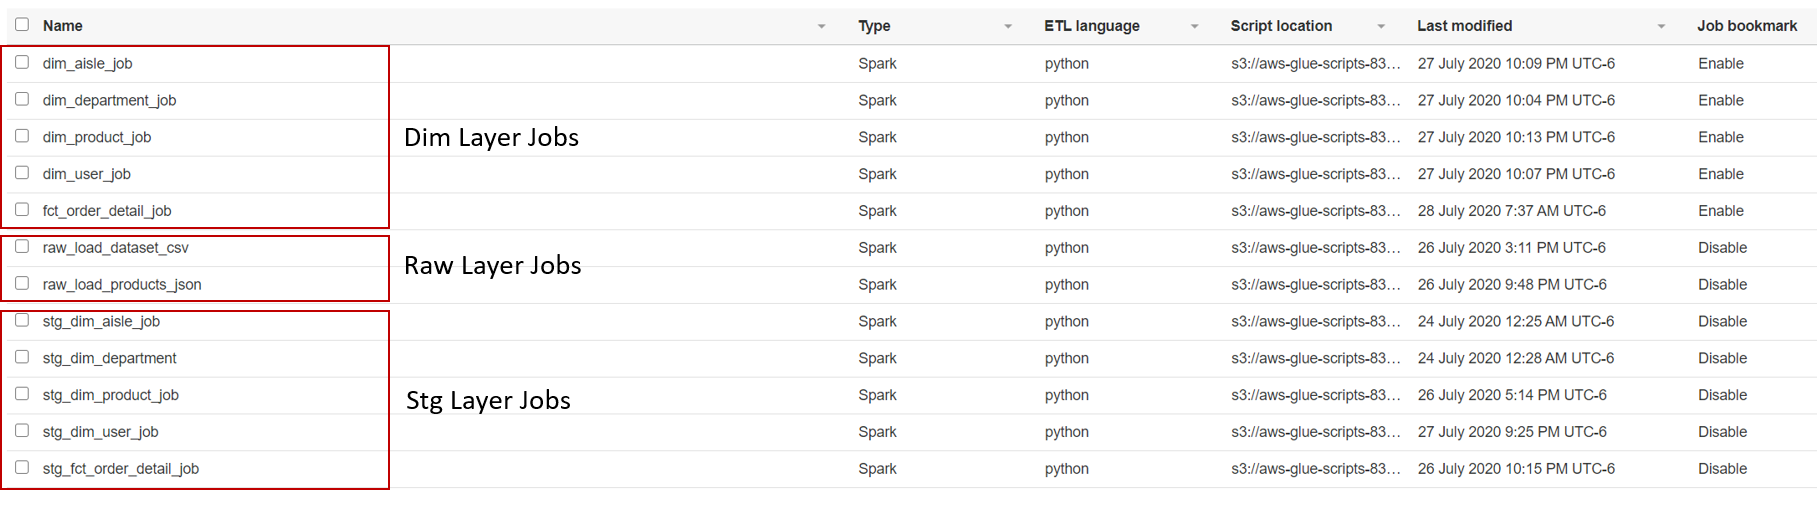 Name Type ETL language Script location Last modified Job bookmark
dim_aisle_job Spark python s3://aws-glue-scripts-83... 27 July 2020 10:09 PM UTC-6 Enable
dim_department_job Spark python s3://aws-glue-scripts-83... 27 July 2020 10:04 PM UTC-6 Enable
dim_product_job Dim Layer Jobs Spark python s3://aws-glue-scripts-83... 27 July 2020 10:13 PM UTC-6 Enable
dim_user_job Spark python s3://aws-glue-scripts-83... 27 July 2020 10:07 PM UTC-6 Enable
fct_order_detail_job Spark python s3://aws-glue-scripts-83... 28 July 2020 7:37 AM UTC-6 Enable
raw_load_dataset_csv Spark python s3://aws-glue-scripts-83... 26 July 2020 3:11 PM UTC-6 Disable
Raw Layer Jobs
raw_load_products_json Spark python s3://aws-glue-scripts-83... 26 July 2020 9:48 PM UTC-6 Disable
stg_dim_aisle_job Spark python s3://aws-glue-scripts-83... 24 July 2020 12:25 AM UTC-6 Disable
stg_dim_department Spark python s3://aws-glue-scripts-83... 24 July 2020 12:28 AM UTC-6 Disable
stg_dim_product_job Stg Layer Jobs Spark python s3://aws-glue-scripts-83... 26 July 2020 5:14 PM UTC-6 Disable
stg_dim_user_job Spark python s3://aws-glue-scripts-83... 27 July 2020 9:25 PM UTC-6 Disable
stg_fct_order_detail_job Spark python s3://aws-glue-scripts-83... 26 July 2020 10:15 PM UTC-6 Disable